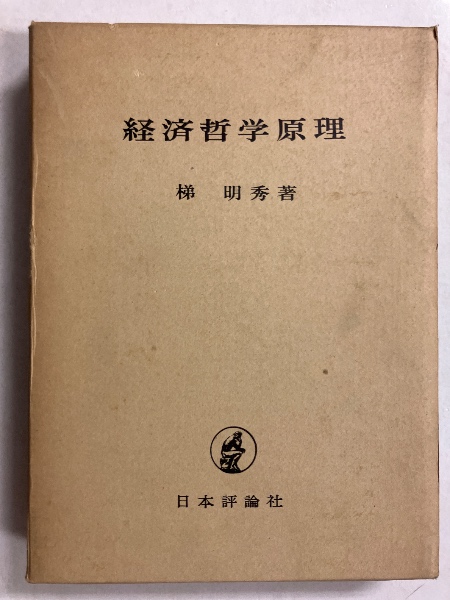 経済哲学原理
梯 明秀著
日本評論社